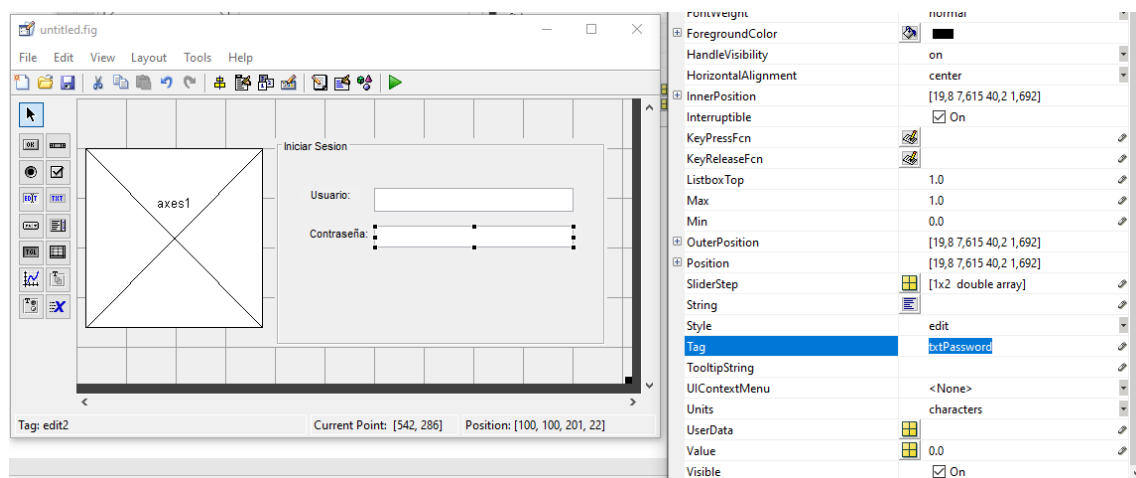 untitled.fig
File Edit View Layout Tools Help
OK
EDIT TXT
TGL
axes1
Iniciar Sesion
Usuario:
Contraseña:
Tag: edit2 Current Point: [542, 286] Position: [100, 100, 201, 22]
FontWeight normal
ForegroundColor
HandleVisibility on
HorizontalAlignment center
InnerPosition [19,8 7,615 40,2 1,692]
Interruptible On
KeyPressFcn
KeyReleaseFcn
ListboxTop 1.0
Max 1.0
Min 0.0
OuterPosition [19,8 7,615 40,2 1,692]
Position [19,8 7,615 40,2 1,692]
SliderStep [1x2 double array]
String
Style edit
Tag txtPassword
TooltipString
UIContextMenu <None>
Units characters
UserData
Value 0.0
Visible On